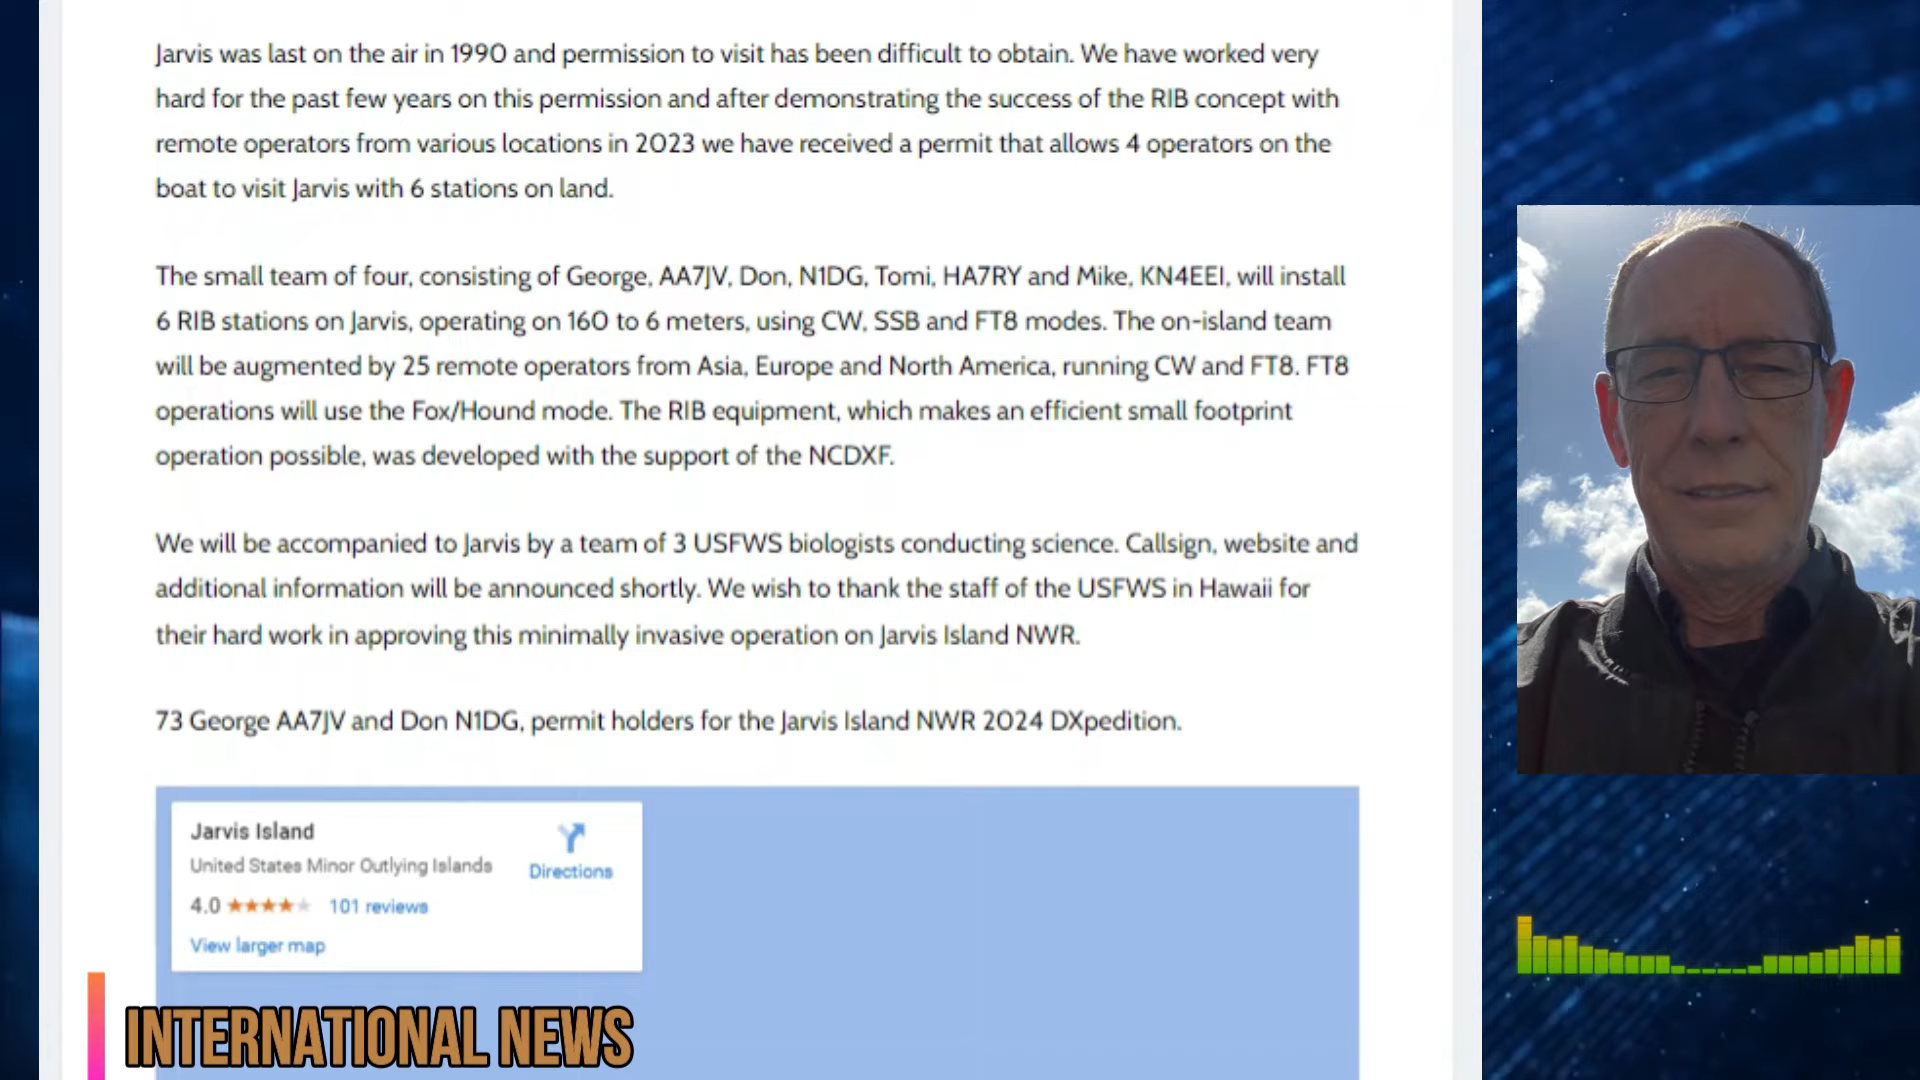 Jarvis was last on the air in 1990 and permission to visit has been difficult to obtain. We have worked very
hard for the past few years on this permission and after demonstrating the success of the RIB concept with
remote operators from various locations in 2023 we have received a permit that allows 4 operators on the
boat to visit Jarvis with 6 stations on land.
The small team of four, consisting of George, AA7JV, Don, N1DG, Tomi, HA7RY and Mike, KN4EEI, will install
6 RIB stations on Jarvis, operating on 160 to 6 meters, using CW, SSB and FT8 modes. The on-island team
will be augmented by 25 remote operators from Asia, Europe and North America, running CW and FT8. FT8
operations will use the Fox/Hound mode. The RIB equipment, which makes an efficient small footprint
operation possible, was developed with the support of the NCDXF.
We will be accompanied to Jarvis by a team of 3 USFWS biologists conducting science. Callsign, website and
additional information will be announced shortly. We wish to thank the staff of the USFWS in Hawaii for
their hard work in approving this minimally invasive operation on Jarvis Island NWR.
73 George AA7JV and Don N1DG, permit holders for the Jarvis Island NWR 2024 DXpedition.
Jarvis Island
United States Minor Outlying Islands
Directions
4.0 101 reviews
View larger map
INTERNATIONAL NEWS